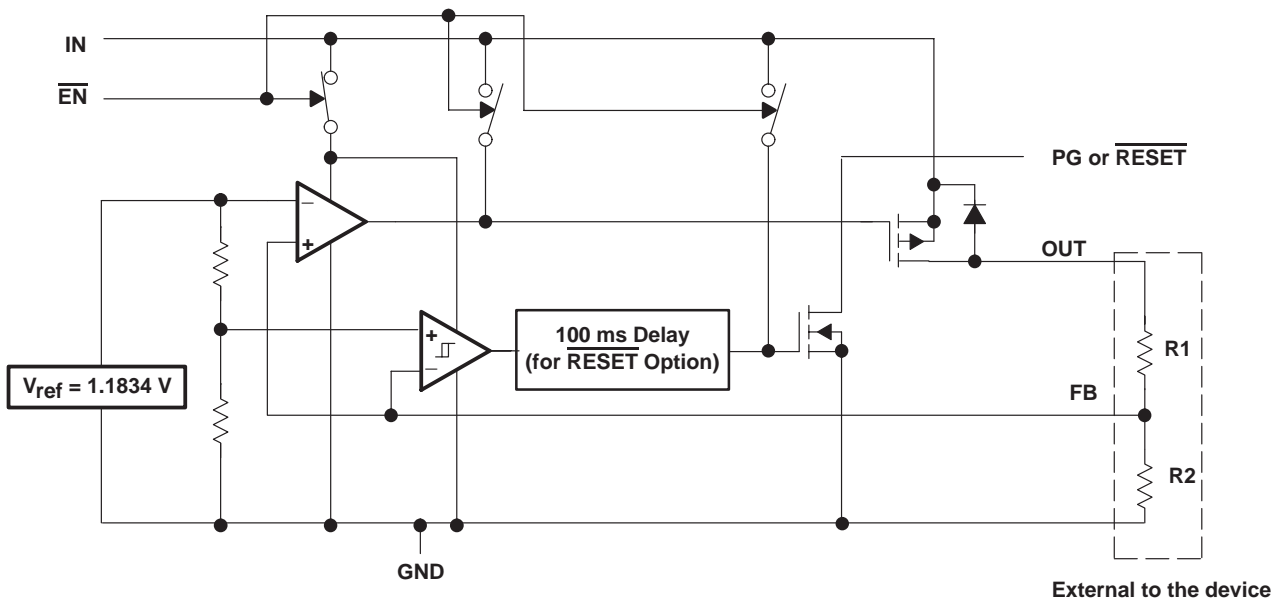 IN
EN
PG or RESET
OUT
−
+
+
−
100 ms Delay
(for RESET Option)
R1
Vref = 1.1834 V
FB
R2
GND
External to the device